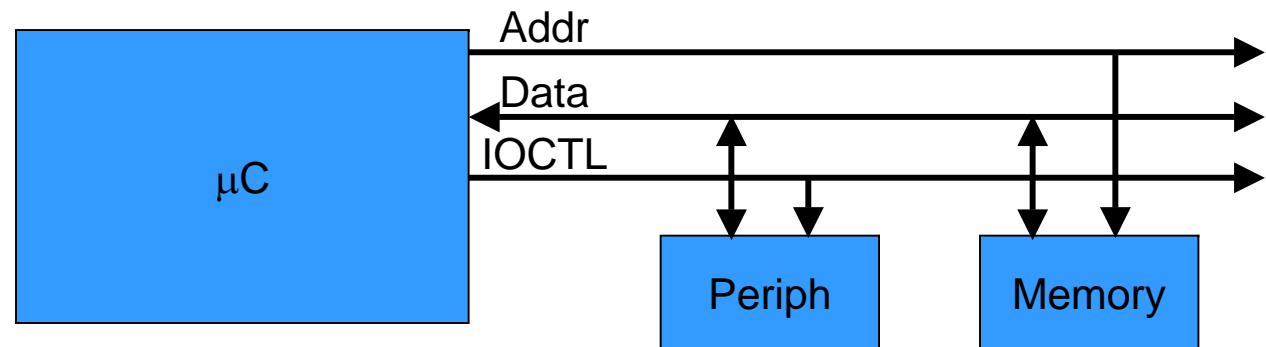 Addr
Data
IOCTL
μC
Periph
Memory